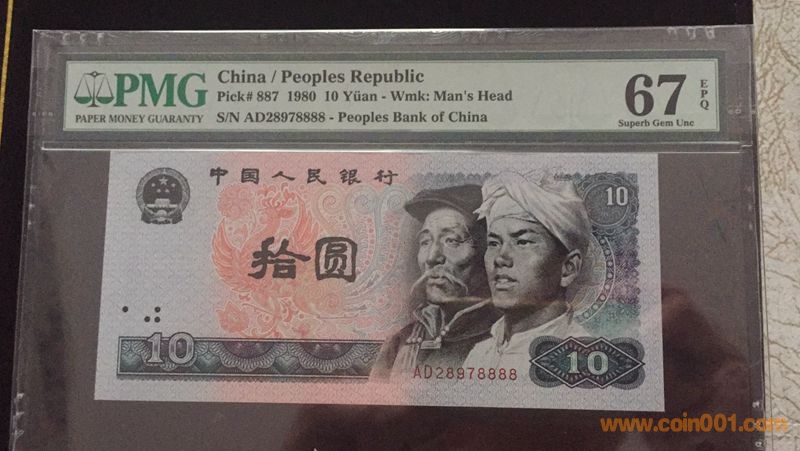 PMG
PAPER MONEY GUARANTY
China / Peoples Republic
Pick# 887 1980 10 Yüan - Wmk: Man's Head
S/N AD28978888 - Peoples Bank of China
67
EPQ
Superb Gem Unc
中国人民银行
10
拾圆
10
AD28978888
10
www.coin001.com